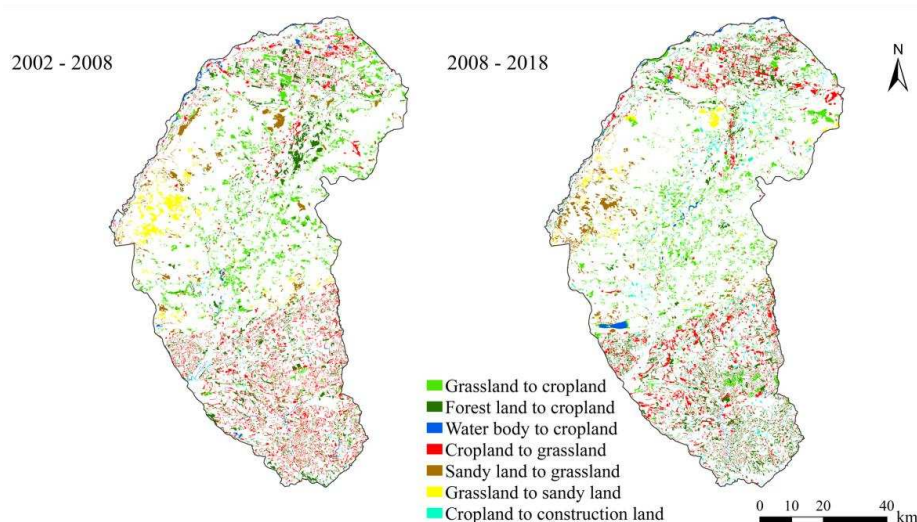 2002 - 2008
2008 - 2018
N
Grassland to cropland
Forest land to cropland
Water body to cropland
Cropland to grassland
Sandy land to grassland
Grassland to sandy land
Cropland to construction land
0 10 20 40
km